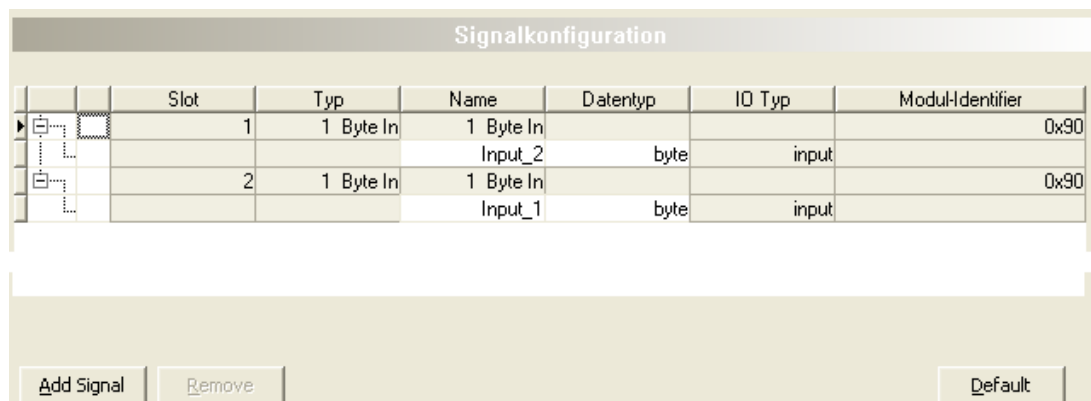 Signalkonfiguration
Slot Typ Name Datentyp IO Typ Modul-Identifier
1 1 Byte In 1 Byte In 0x90
Input_2 byte input
2 1 Byte In 1 Byte In 0x90
Input_1 byte input
Add Signal Remove Default